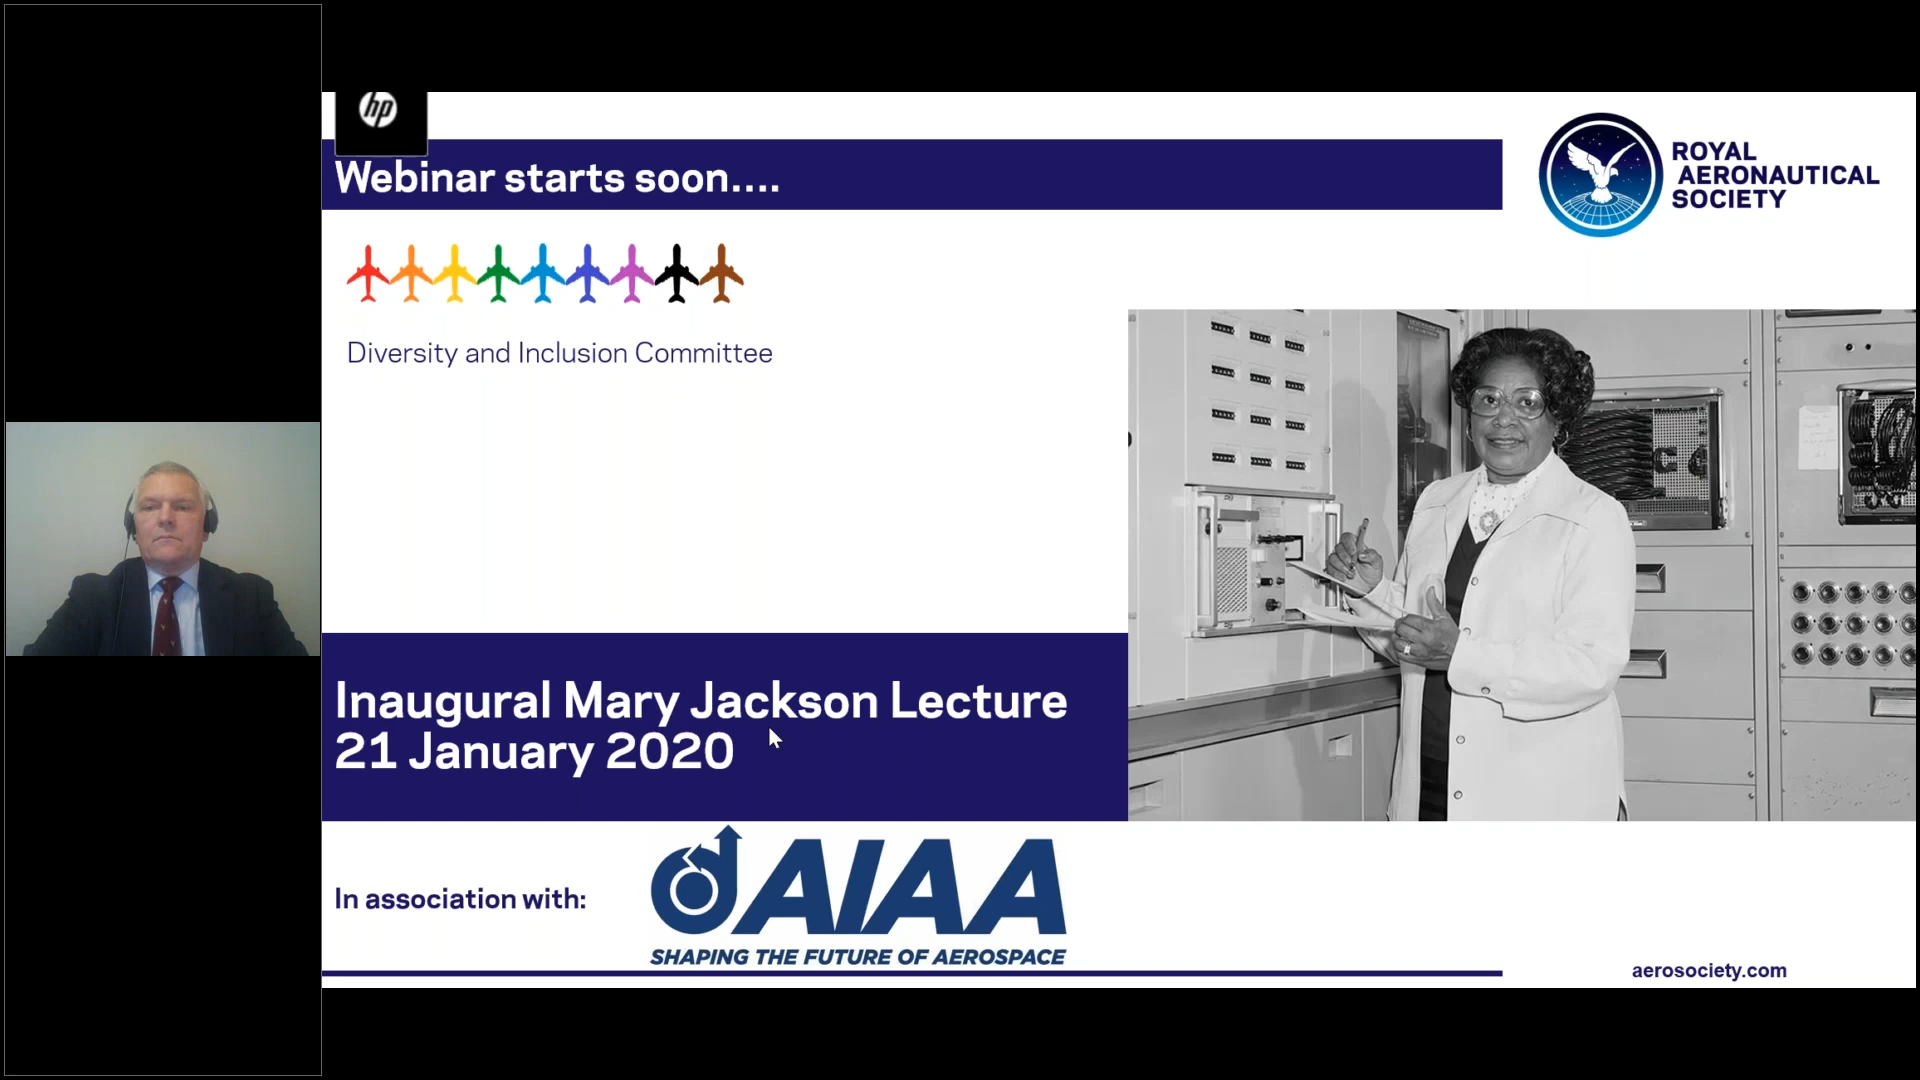 hp
Webinar starts soon....
ROYAL
AERONAUTICAL
SOCIETY
Diversity and Inclusion Committee
Inaugural Mary Jackson Lecture
21 January 2020
In association with:
AIAA
SHAPING THE FUTURE OF AEROSPACE
aerosociety.com